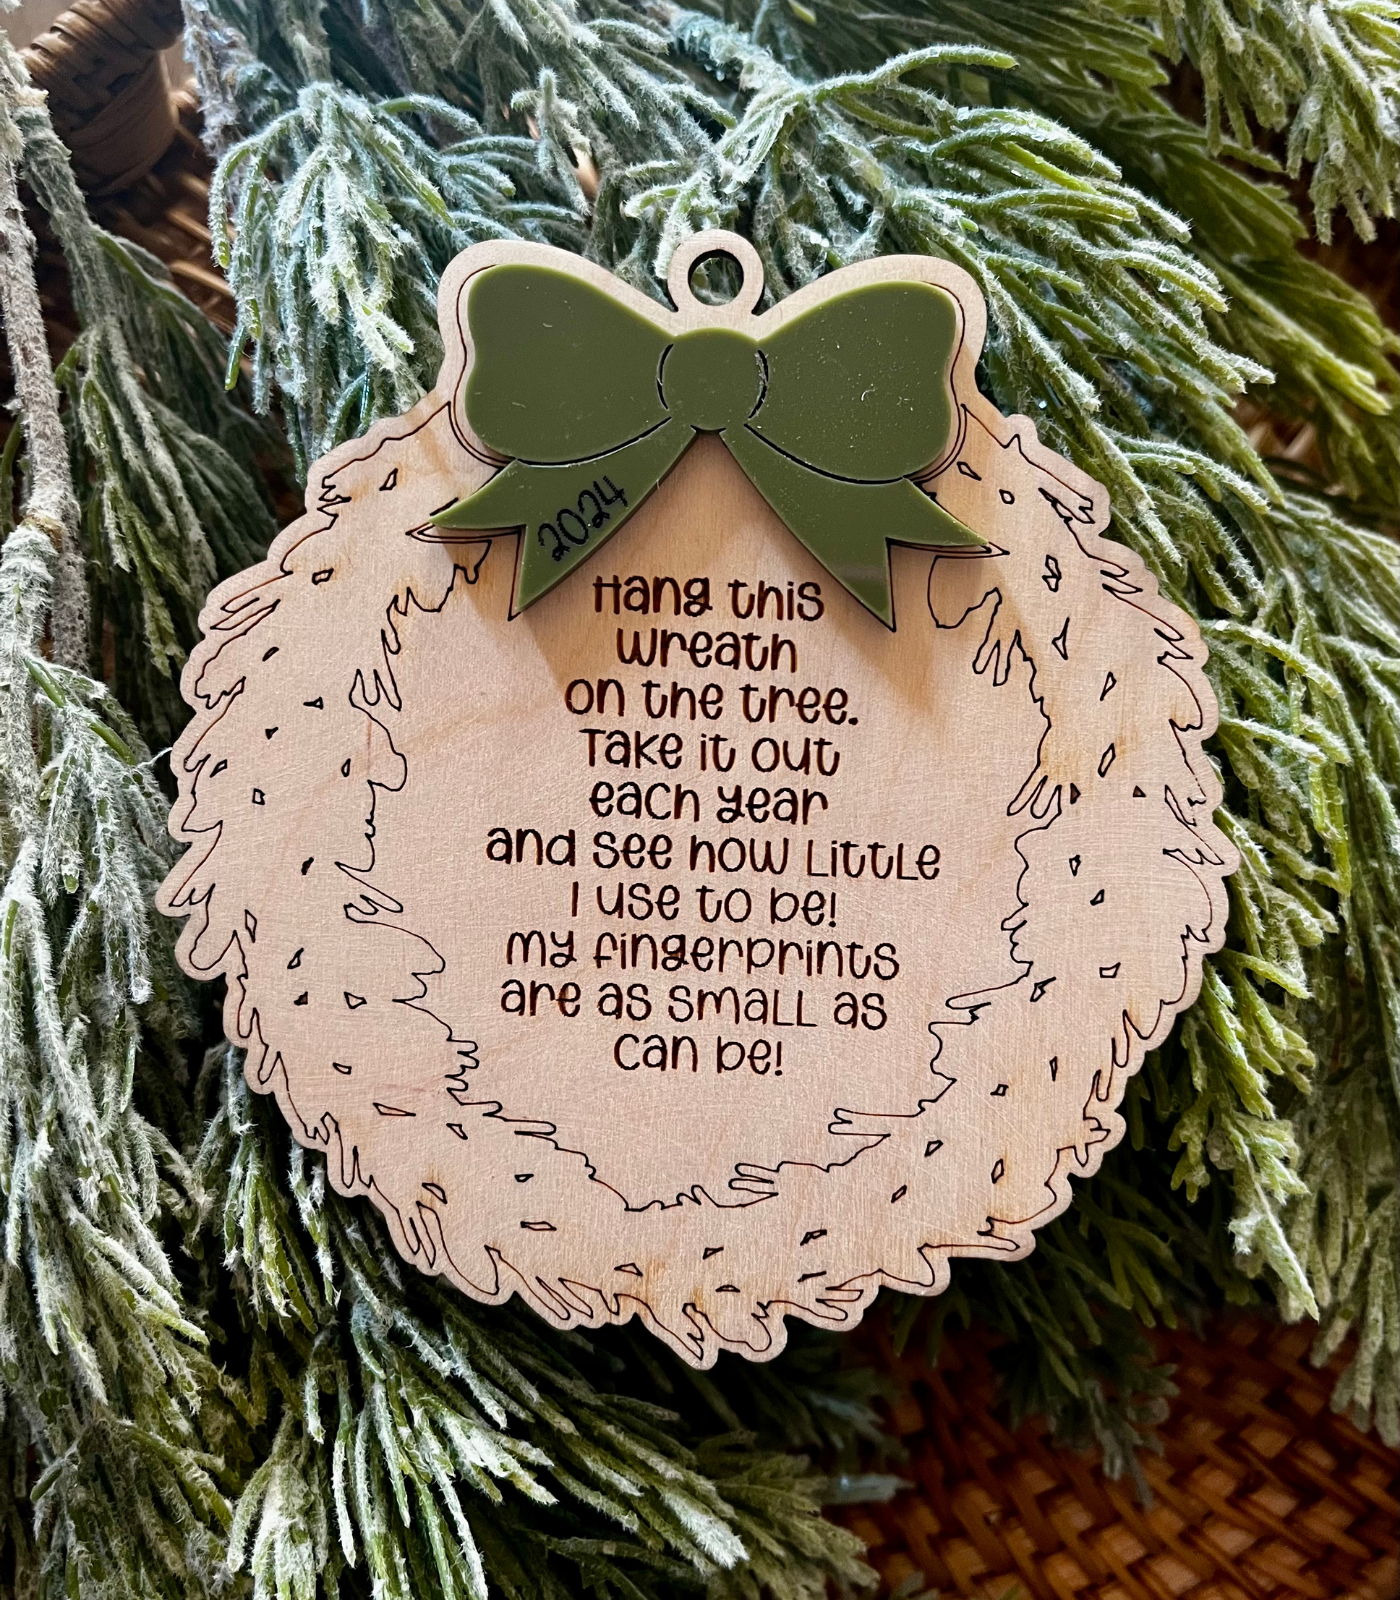 2024
Hang this
wreath
on the tree.
Take it out
each year
and see how little
I use to be!
my fingerprints
are as small as
can be!